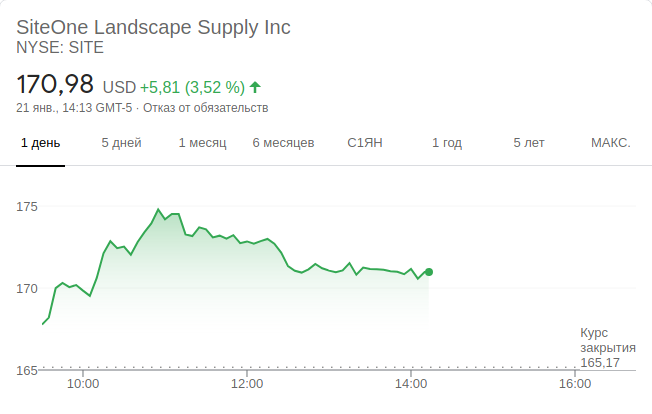 SiteOne Landscape Supply Inc
NYSE: SITE
170,98 USD +5,81 (3,52 %)
21 янв., 14:13 GMT-5 · Отказ от обязательств
1 день 5 дней 1 месяц 6 месяцев С1ЯН 1 год 5 лет МАКС.
175
170
Курс
закрытия
165,17
165
10:00 12:00 14:00 16:00